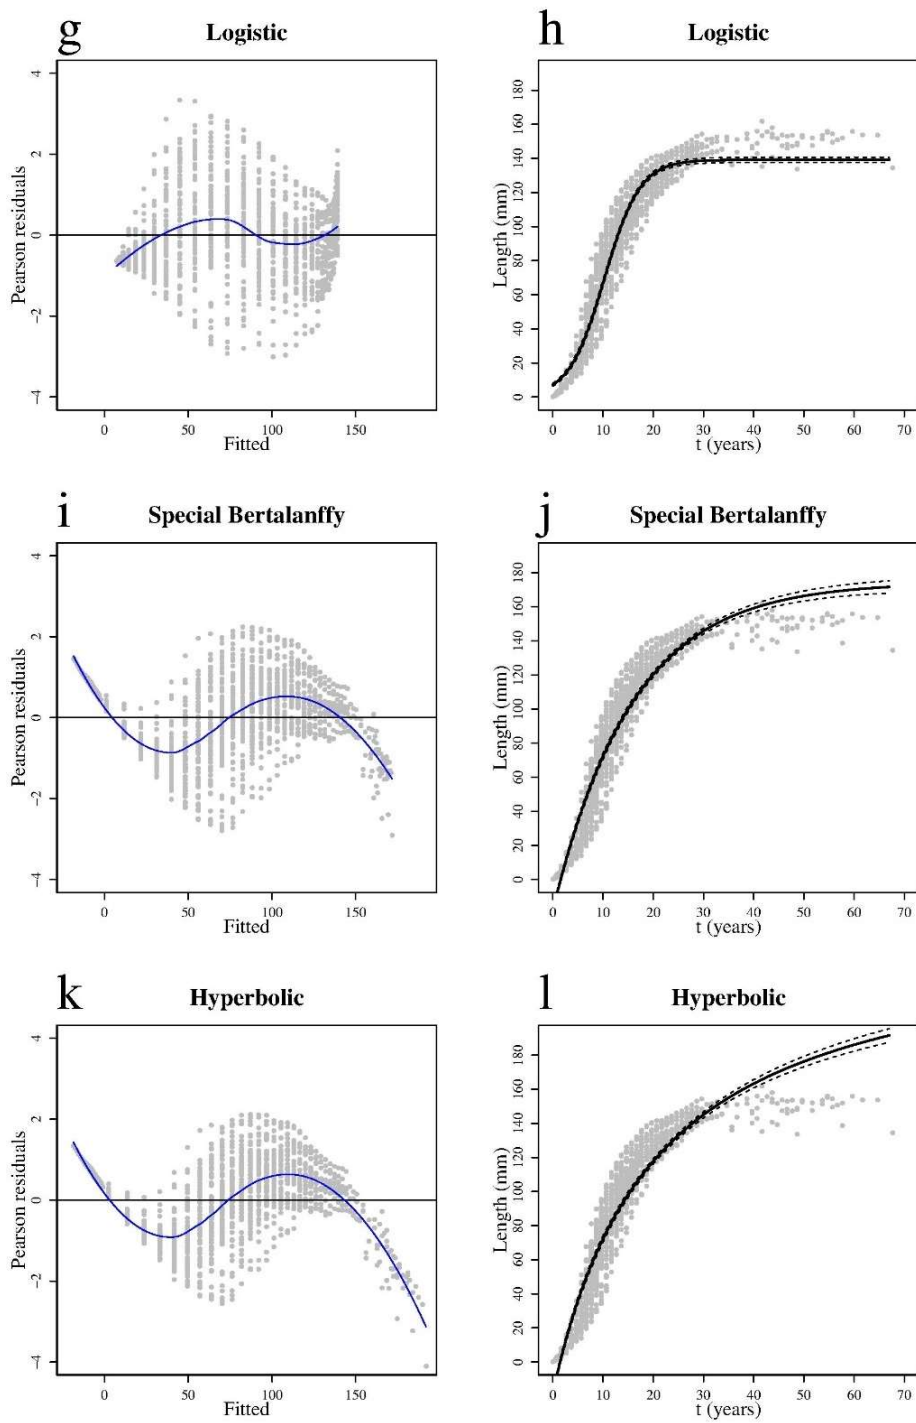 g Logistic
4
2
0
−2
−4
Pearson residuals
0 50 100 150
Fitted
h Logistic
180
160
140
120
100
80
60
40
20
0
Length (mm)
0 10 20 30 40 50 60 70
t (years)
i Special Bertalanffy
4
2
0
−2
−4
Pearson residuals
0 50 100 150
Fitted
j Special Bertalanffy
180
160
140
120
100
80
60
40
20
0
Length (mm)
0 10 20 30 40 50 60 70
t (years)
k Hyperbolic
4
2
0
−2
−4
Pearson residuals
0 50 100 150
Fitted
l Hyperbolic
180
160
140
120
100
80
60
40
20
0
Length (mm)
0 10 20 30 40 50 60 70
t (years)